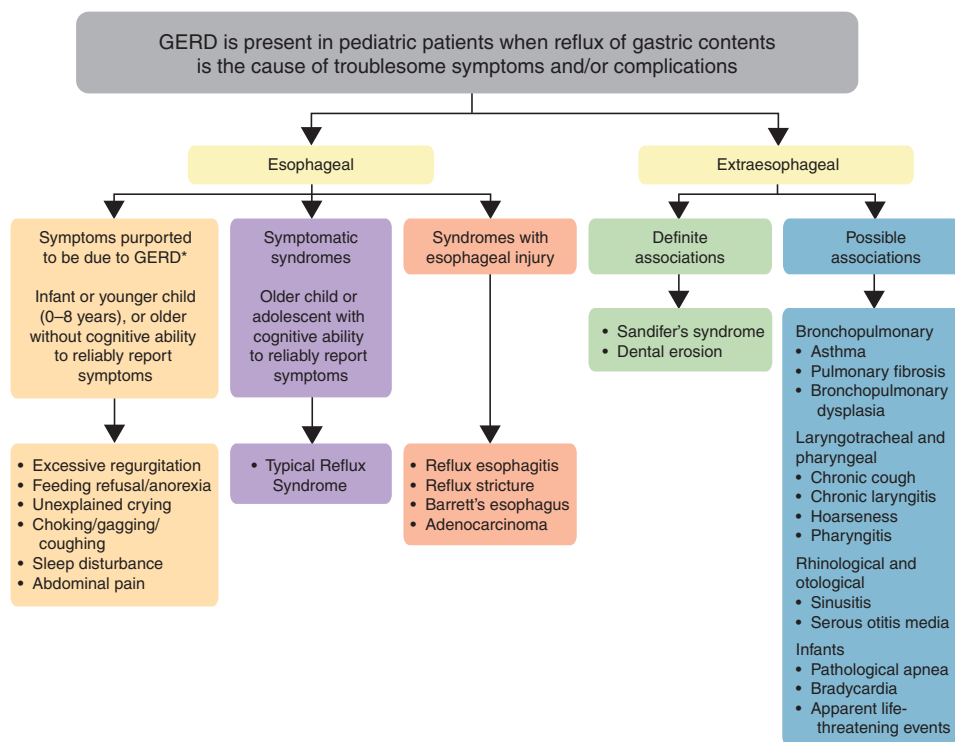 GERD is present in pediatric patients when reflux of gastric contents
is the cause of troublesome symptoms and/or complications
Esophageal
Extraesophageal
Symptoms purported
to be due to GERD*
Infant or younger child
(0–8 years), or older
without cognitive ability
to reliably report
symptoms
Symptomatic
syndromes
Older child or
adolescent with
cognitive ability
to reliably report
symptoms
Syndromes with
esophageal injury
Definite
associations
Possible
associations
• Excessive regurgitation
• Feeding refusal/anorexia
• Unexplained crying
• Choking/gagging/
coughing
• Sleep disturbance
• Abdominal pain
• Typical Reflux
Syndrome
• Reflux esophagitis
• Reflux stricture
• Barrett's esophagus
• Adenocarcinoma
• Sandifer's syndrome
• Dental erosion
Bronchopulmonary
• Asthma
• Pulmonary fibrosis
• Bronchopulmonary
dysplasia
Laryngotracheal and
pharyngeal
• Chronic cough
• Chronic laryngitis
• Hoarseness
• Pharyngitis
Rhinological and
otological
• Sinusitis
• Serous otitis media
Infants
• Pathological apnea
• Bradycardia
• Apparent life-
threatening events